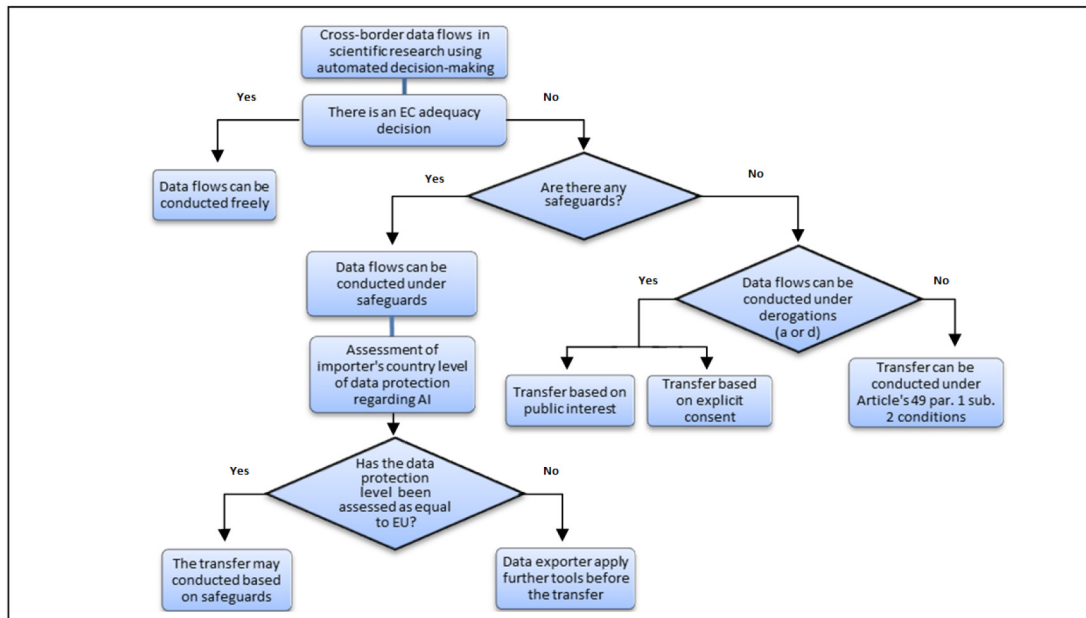 Cross-border data flows in
scientific research using
automated decision-making
Yes
No
There is an EC adequacy
decision
Data flows can be
conducted freely
Yes
No
Are there any
safeguards?
Data flows can be
conducted under
safeguards
Yes
No
Data flows can be
conducted under
derogations
(a or d)
Assessment of
importer's country level
of data protection
regarding AI
Transfer based on
public interest
Transfer based
on explicit
consent
Transfer can be
conducted under
Article's 49 par. 1 sub.
2 conditions
Yes
No
Has the data
protection
level been
assessed as equal
to EU?
The transfer may
conducted based
on safeguards
Data exporter apply
further tools before
the transfer